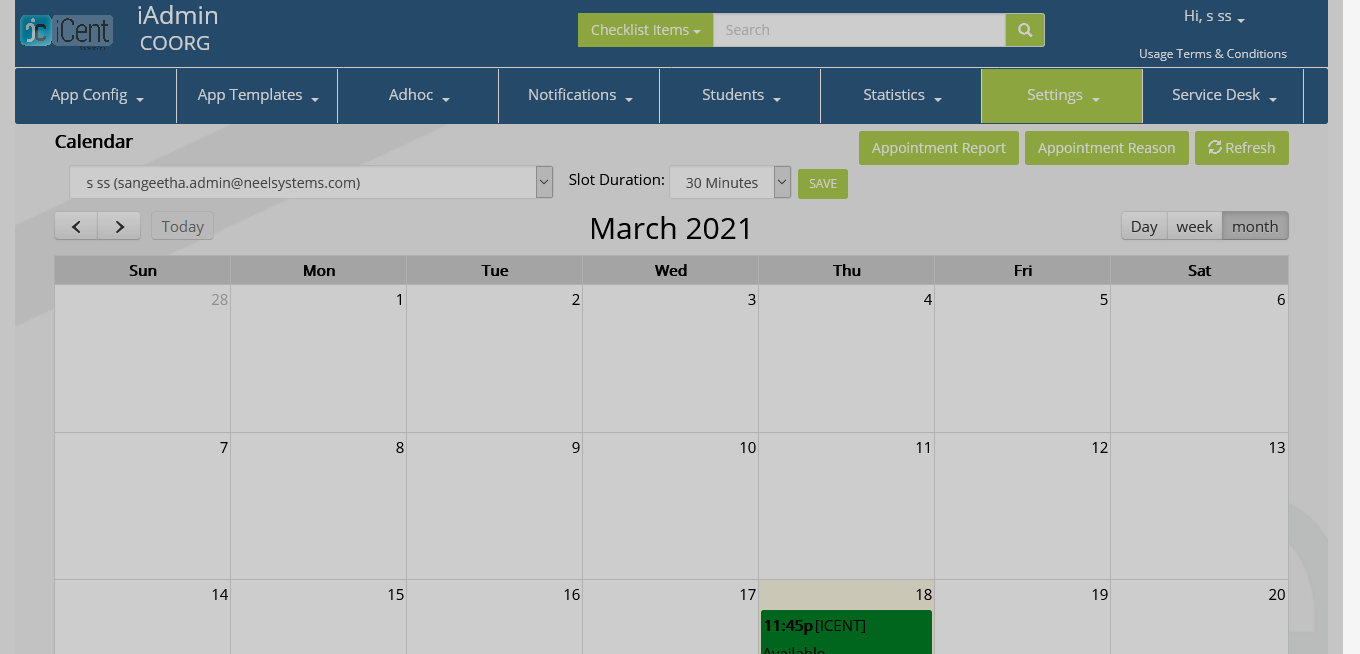 iCent
iAdmin
COORG
Checklist Items
Search
Hi, s ss
Usage Terms & Conditions
App Config
App Templates
Adhoc
Notifications
Students
Statistics
Settings
Service Desk
Calendar
Appointment Report
Appointment Reason
Refresh
s ss (sangeetha.admin@neelsystems.com)
Slot Duration:
30 Minutes
SAVE
Today
March 2021
Day
week
month
Sun Mon Tue Wed Thu Fri Sat
28 1 2 3 4 5 6
7 8 9 10 11 12 13
14 15 16 17 18 19 20
11:45p [ICENT]
Available